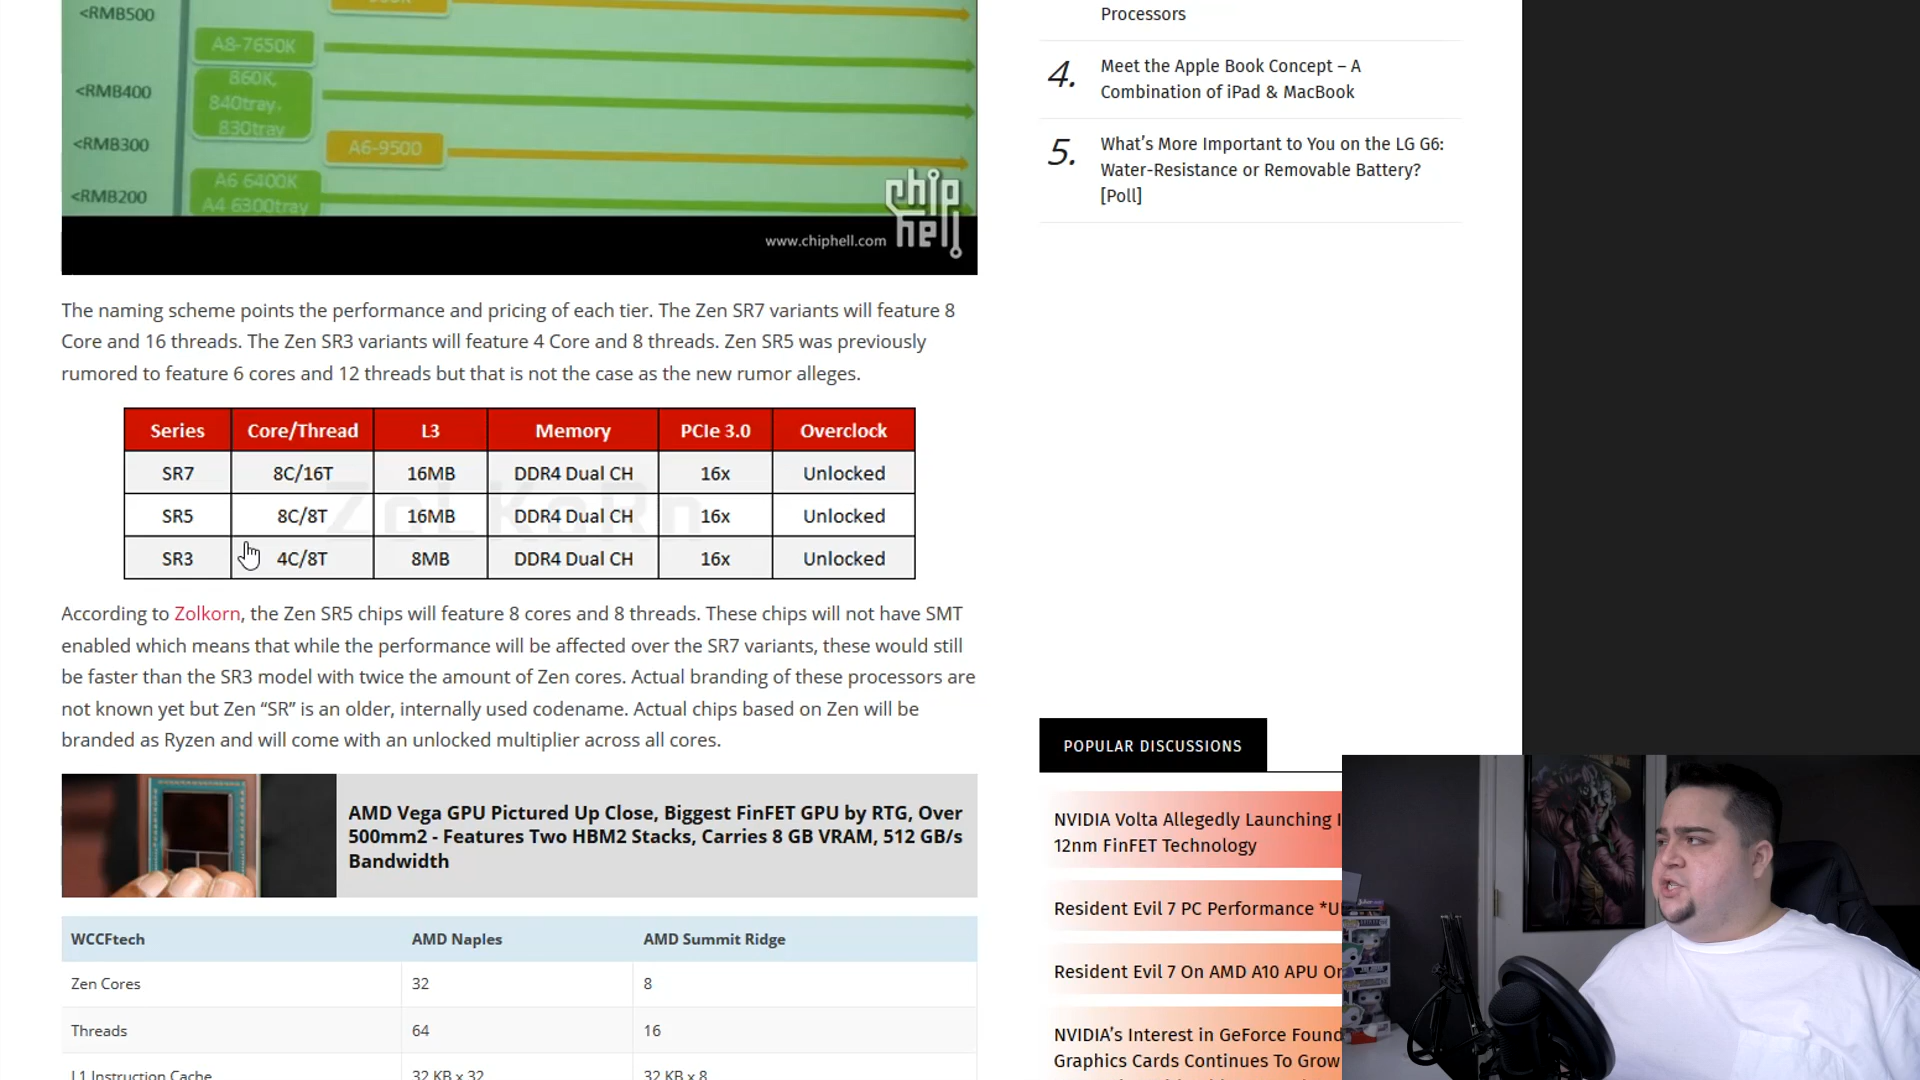 <RMB500
A8-7650K
<RMB400
860K,
840tray,
830tray
<RMB300
A6-9500
<RMB200
A6 6400K
A4 6300tray
www.chiphell.com
chip
hell
The naming scheme points the performance and pricing of each tier. The Zen SR7 variants will feature 8
Core and 16 threads. The Zen SR3 variants will feature 4 Core and 8 threads. Zen SR5 was previously
rumored to feature 6 cores and 12 threads but that is not the case as the new rumor alleges.
Series Core/Thread L3 Memory PCIe 3.0 Overclock
SR7 8C/16T 16MB DDR4 Dual CH 16x Unlocked
SR5 8C/8T 16MB DDR4 Dual CH 16x Unlocked
SR3 4C/8T 8MB DDR4 Dual CH 16x Unlocked
ZoLKoRn
According to Zolkorn, the Zen SR5 chips will feature 8 cores and 8 threads. These chips will not have SMT
enabled which means that while the performance will be affected over the SR7 variants, these would still
be faster than the SR3 model with twice the amount of Zen cores. Actual branding of these processors are
not known yet but Zen “SR” is an older, internally used codename. Actual chips based on Zen will be
branded as Ryzen and will come with an unlocked multiplier across all cores.
AMD Vega GPU Pictured Up Close, Biggest FinFET GPU by RTG, Over
500mm2 - Features Two HBM2 Stacks, Carries 8 GB VRAM, 512 GB/s
Bandwidth
WCCFtech AMD Naples AMD Summit Ridge
Zen Cores 32 8
Threads 64 16
L1 Instruction Cache 32 KB x 32 32 KB x 8
Processors
4. Meet the Apple Book Concept – A
Combination of iPad & MacBook
5. What’s More Important to You on the LG G6:
Water-Resistance or Removable Battery?
[Poll]
POPULAR DISCUSSIONS
NVIDIA Volta Allegedly Launching
12nm FinFET Technology
Resident Evil 7 PC Performance
Resident Evil 7 On AMD A10 APU
NVIDIA’s Interest in GeForce
Graphics Cards Continues To Grow